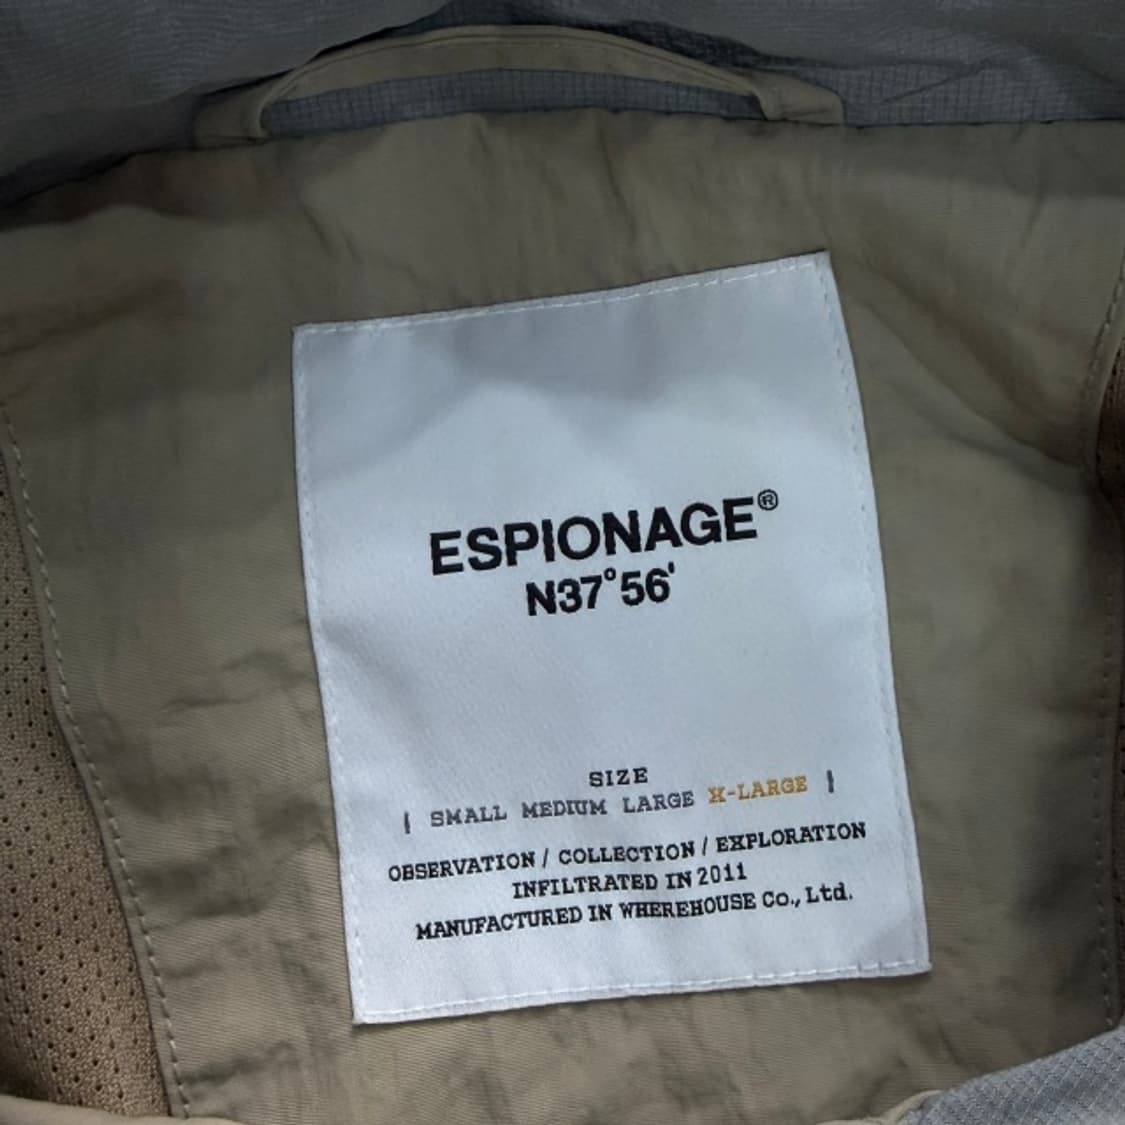 ESPIONAGE®
N37°56'
SIZE
| SMALL MEDIUM LARGE X-LARGE |
OBSERVATION / COLLECTION / EXPLORATION
INFILTRATED IN 2011
MANUFACTURED IN WHEREHOUSE Co., Ltd.